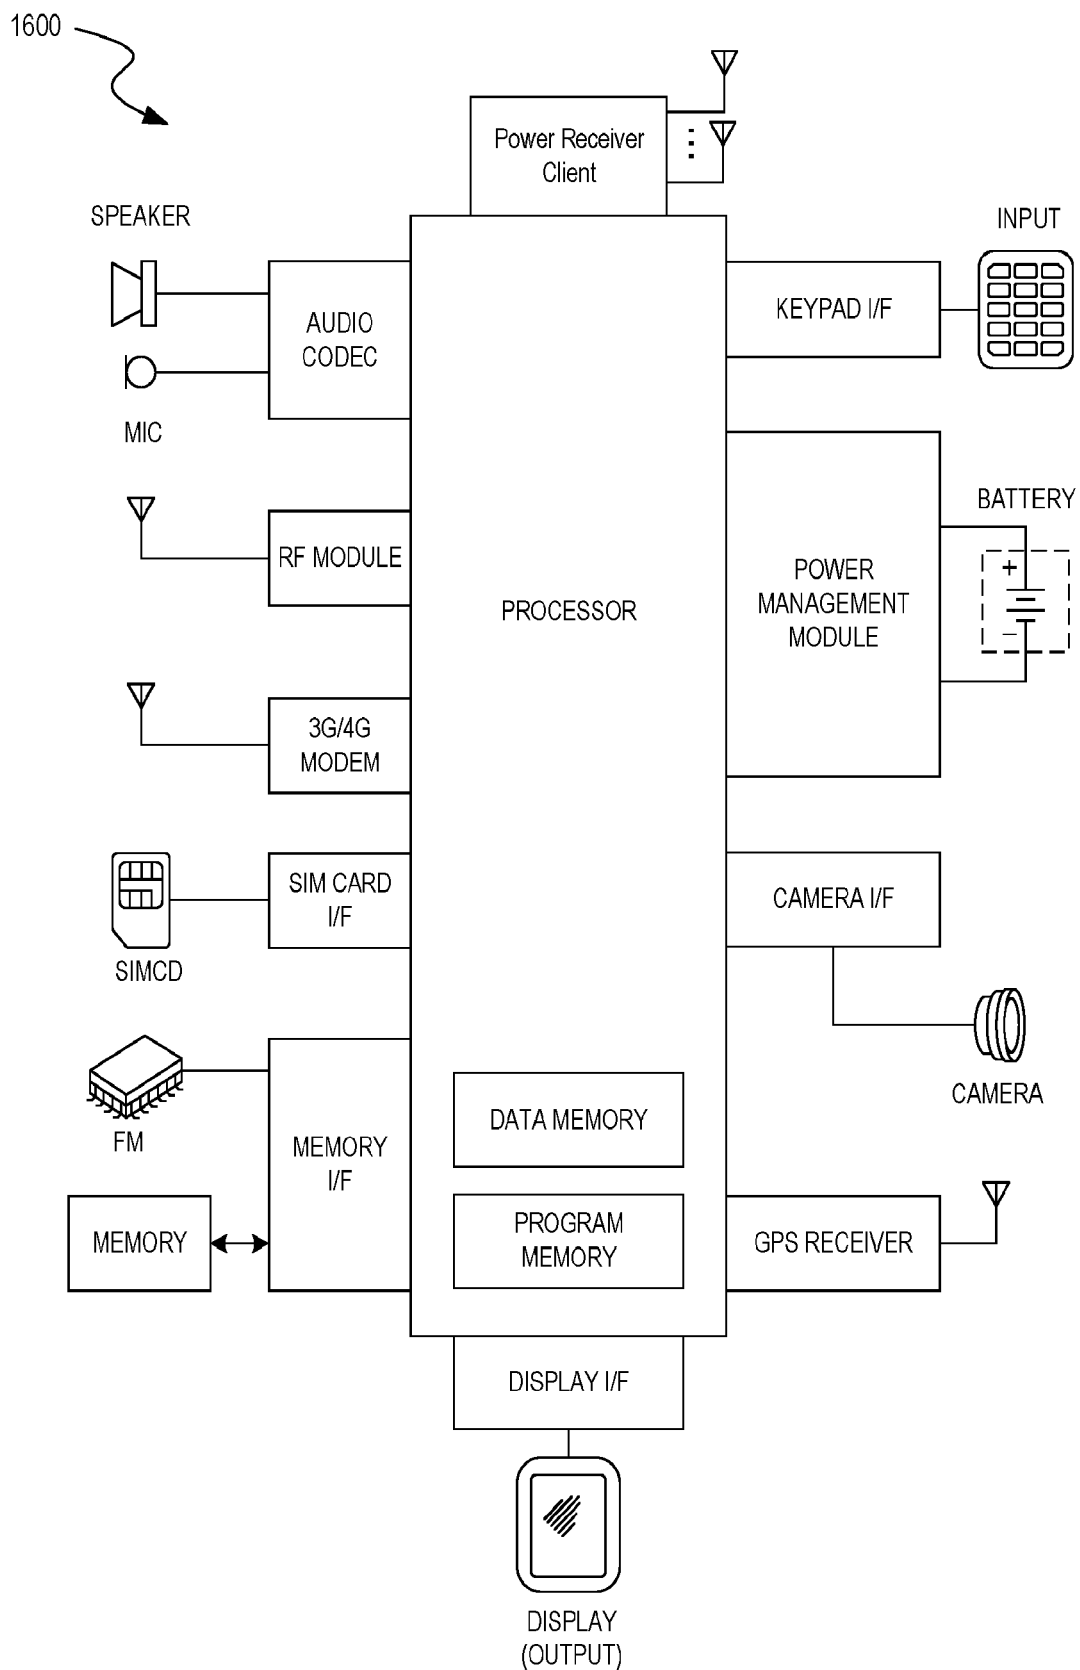 1600
Power Receiver
Client
SPEAKER
INPUT
AUDIO
CODEC
KEYPAD I/F
MIC
BATTERY
RF MODULE
+
POWER
MANAGEMENT
MODULE
PROCESSOR
–
3G/4G
MODEM
SIM CARD
I/F
CAMERA I/F
SIMCD
CAMERA
DATA MEMORY
FM
MEMORY
I/F
PROGRAM
MEMORY
MEMORY
GPS RECEIVER
DISPLAY I/F
DISPLAY
(OUTPUT)